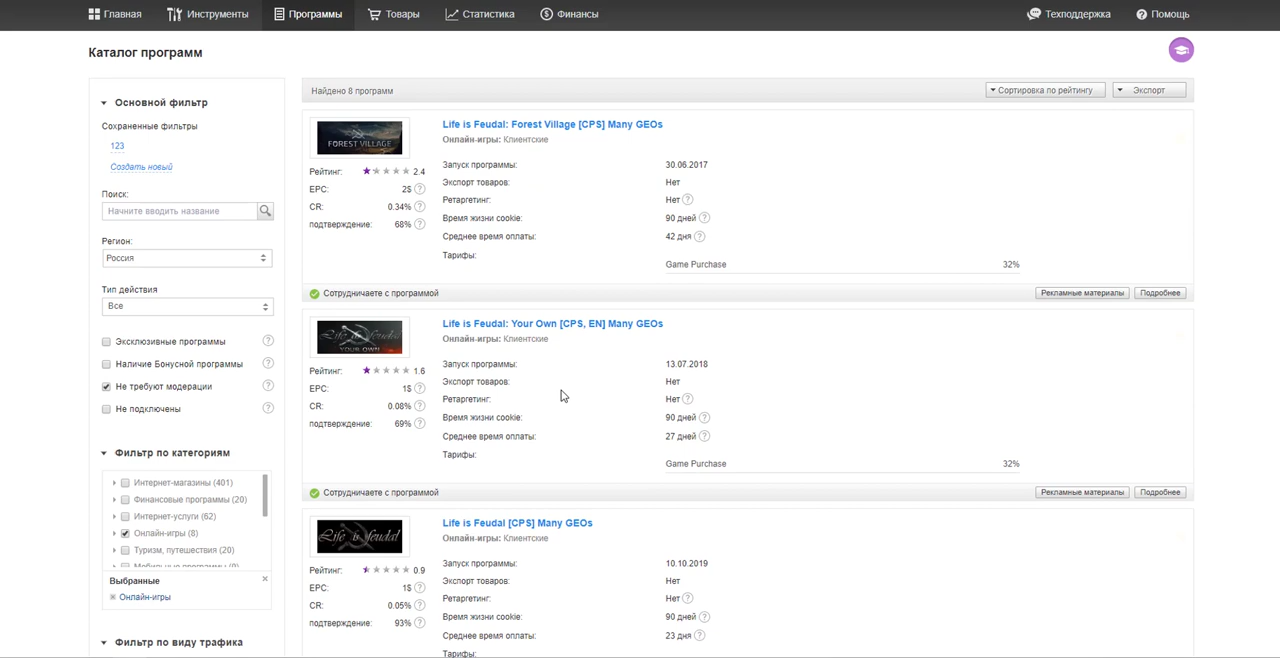 Главная Инструменты Программы Товары Статистика Финансы Техподдержка Помощь
Каталог программ
Основной фильтр
Сохраненные фильтры
123
Создать новый
Поиск:
Начните вводить название
Регион:
Россия
Тип действия
Все
Эксклюзивные программы
Наличие Бонусной программы
Не требуют модерации
Не подключены
Фильтр по категориям
Интернет-магазины (401)
Финансовые программы (20)
Интернет-услуги (62)
Онлайн-игры (8)
Туризм, путешествия (20)
Мобильные программы (0)
Выбранные
Онлайн-игры
Фильтр по виду трафика
Найдено 8 программ Сортировка по рейтингу Экспорт
FOREST VILLAGE
Рейтинг: 2.4
EPC: 2$
CR: 0.34%
подтверждение: 68%
Life is Feudal: Forest Village [CPS] Many GEOs
Онлайн-игры: Клиентские
Запуск программы: 30.06.2017
Экспорт товаров: Нет
Ретаргетинг: Нет
Время жизни cookie: 90 дней
Среднее время оплаты: 42 дня
Тарифы:
Game Purchase 32%
Сотрудничаете с программой Рекламные материалы Подробнее
Life is feudal
YOUR OWN
Рейтинг: 1.6
EPC: 1$
CR: 0.08%
подтверждение: 69%
Life is Feudal: Your Own [CPS, EN] Many GEOs
Онлайн-игры: Клиентские
Запуск программы: 13.07.2018
Экспорт товаров: Нет
Ретаргетинг: Нет
Время жизни cookie: 90 дней
Среднее время оплаты: 27 дней
Тарифы:
Game Purchase 32%
Сотрудничаете с программой Рекламные материалы Подробнее
Life is feudal
Рейтинг: 0.9
EPC: 1$
CR: 0.05%
подтверждение: 93%
Life is Feudal [CPS] Many GEOs
Онлайн-игры: Клиентские
Запуск программы: 10.10.2019
Экспорт товаров: Нет
Ретаргетинг: Нет
Время жизни cookie: 90 дней
Среднее время оплаты: 23 дня
Тарифы: